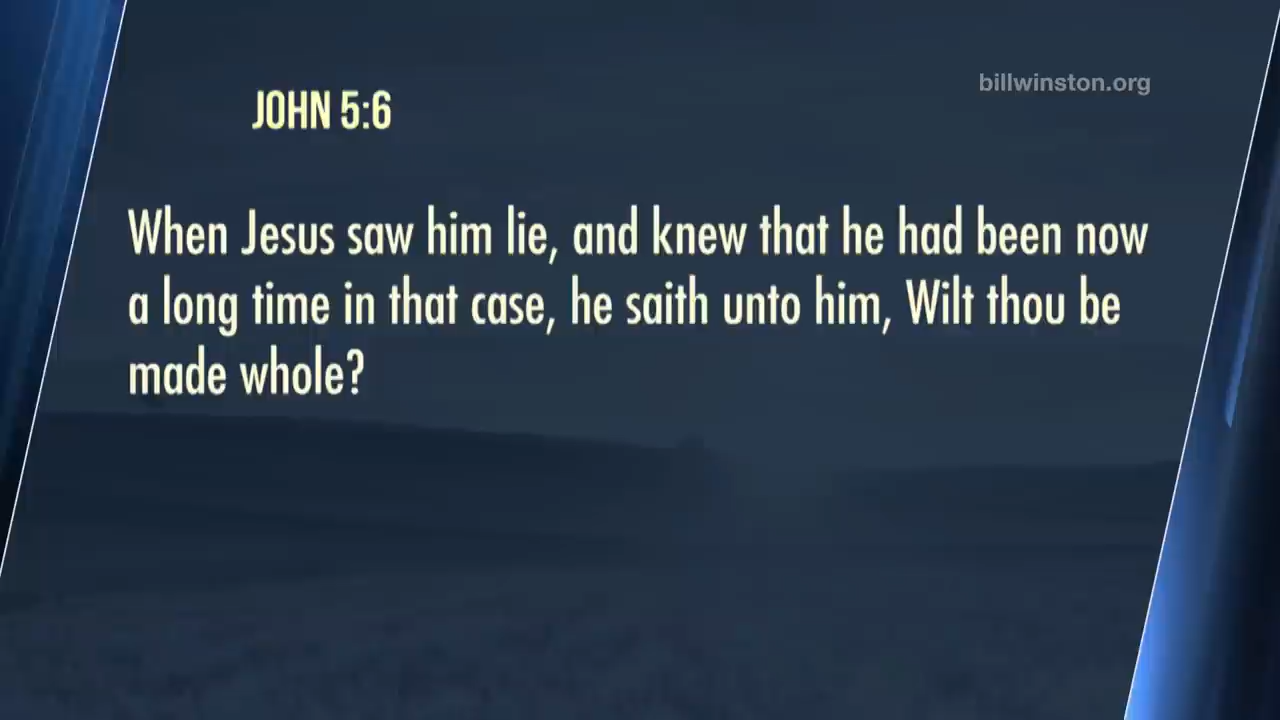 billwinston.org
JOHN 5:6
When Jesus saw him lie, and knew that he had been now
a long time in that case, he saith unto him, Wilt thou be
made whole?